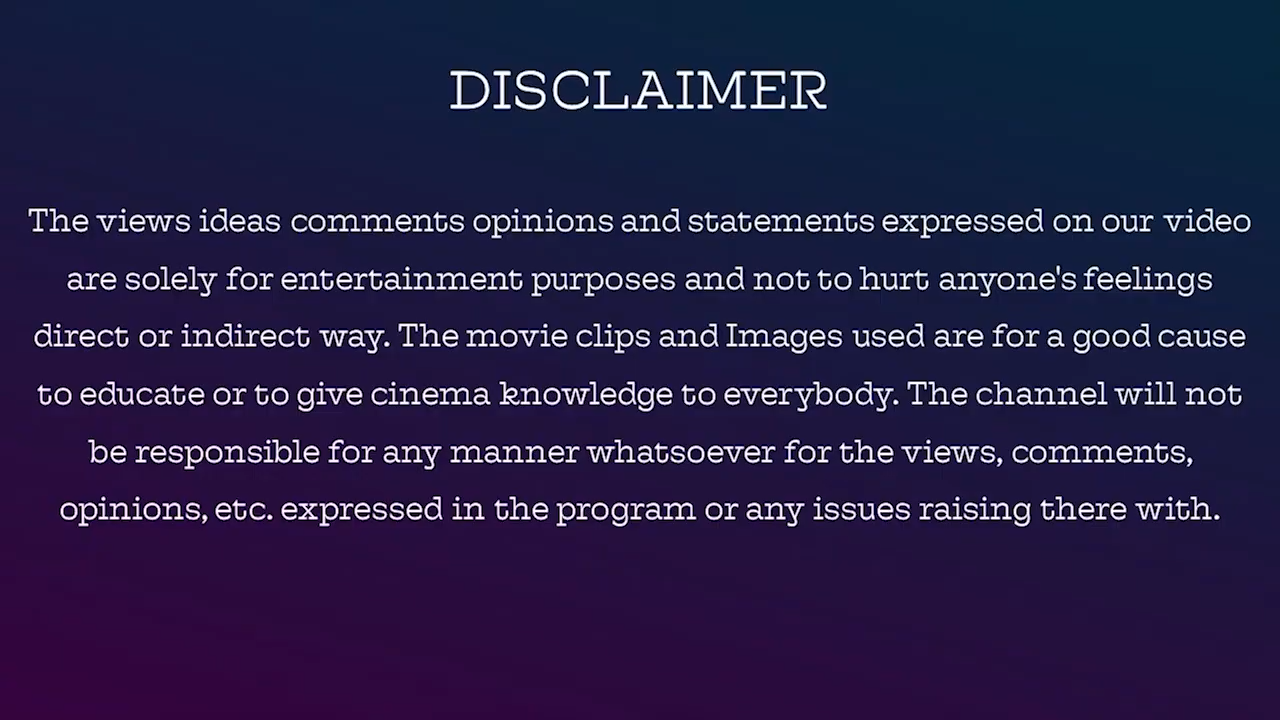 DISCLAIMER
The views ideas comments opinions and statements expressed on our video
are solely for entertainment purposes and not to hurt anyone's feelings
direct or indirect way. The movie clips and Images used are for a good cause
to educate or to give cinema knowledge to everybody. The channel will not
be responsible for any manner whatsoever for the views, comments,
opinions, etc. expressed in the program or any issues raising there with.